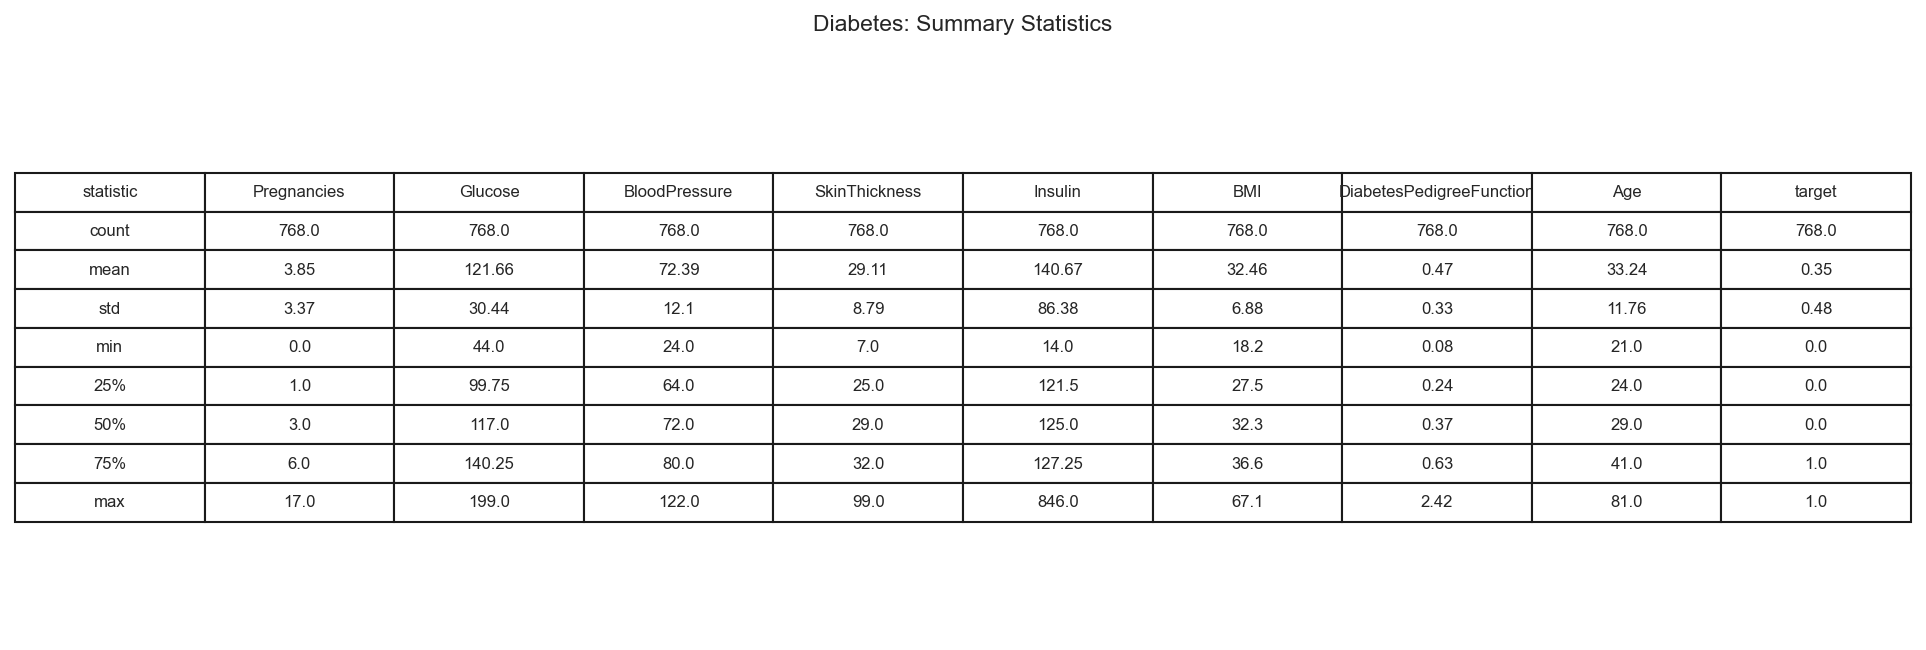 Diabetes: Summary Statistics
statistic Pregnancies Glucose BloodPressure SkinThickness Insulin BMI DiabetesPedigreeFunction Age target
count 768.0 768.0 768.0 768.0 768.0 768.0 768.0 768.0 768.0
mean 3.85 121.66 72.39 29.11 140.67 32.46 0.47 33.24 0.35
std 3.37 30.44 12.1 8.79 86.38 6.88 0.33 11.76 0.48
min 0.0 44.0 24.0 7.0 14.0 18.2 0.08 21.0 0.0
25% 1.0 99.75 64.0 25.0 121.5 27.5 0.24 24.0 0.0
50% 3.0 117.0 72.0 29.0 125.0 32.3 0.37 29.0 0.0
75% 6.0 140.25 80.0 32.0 127.25 36.6 0.63 41.0 1.0
max 17.0 199.0 122.0 99.0 846.0 67.1 2.42 81.0 1.0